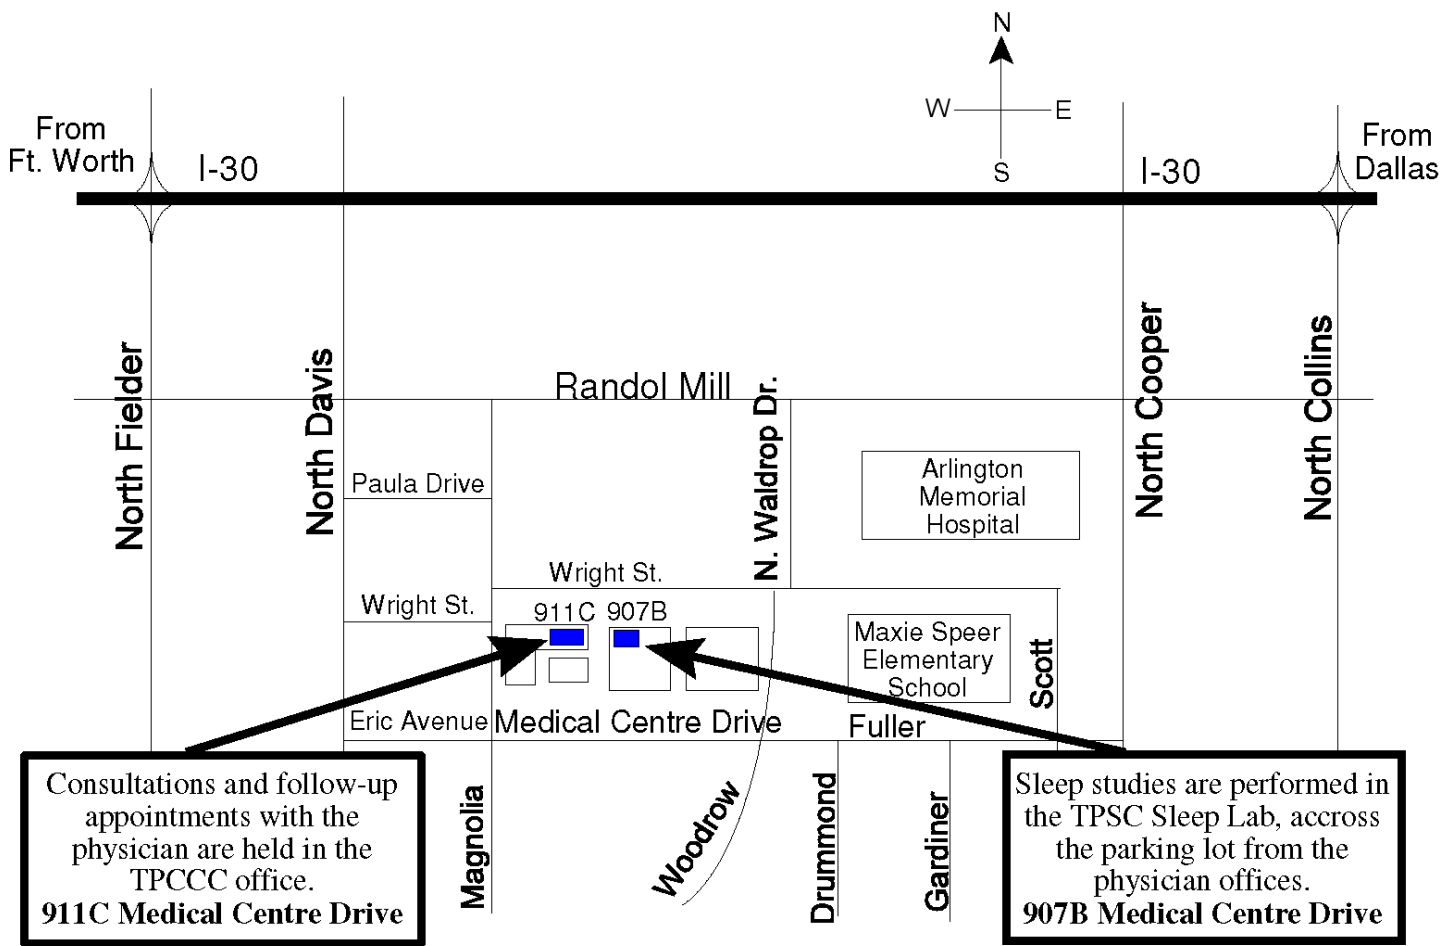 N
W
E
S
From
Ft. Worth
I-30
I-30
From
Dallas
North Fielder
North Davis
Randol Mill
N. Waldrop Dr.
North Cooper
North Collins
Paula Drive
Arlington
Memorial
Hospital
Wright St.
Wright St.
911C
907B
Maxie Speer
Elementary
School
Scott
Eric Avenue
Medical Centre Drive
Fuller
Magnolia
Woodrow
Drummond
Gardiner
Consultations and follow-up
appointments with the
physician are held in the
TPCCC office.
911C Medical Centre Drive
Sleep studies are performed in
the TPSC Sleep Lab, accross
the parking lot from the
physician offices.
907B Medical Centre Drive